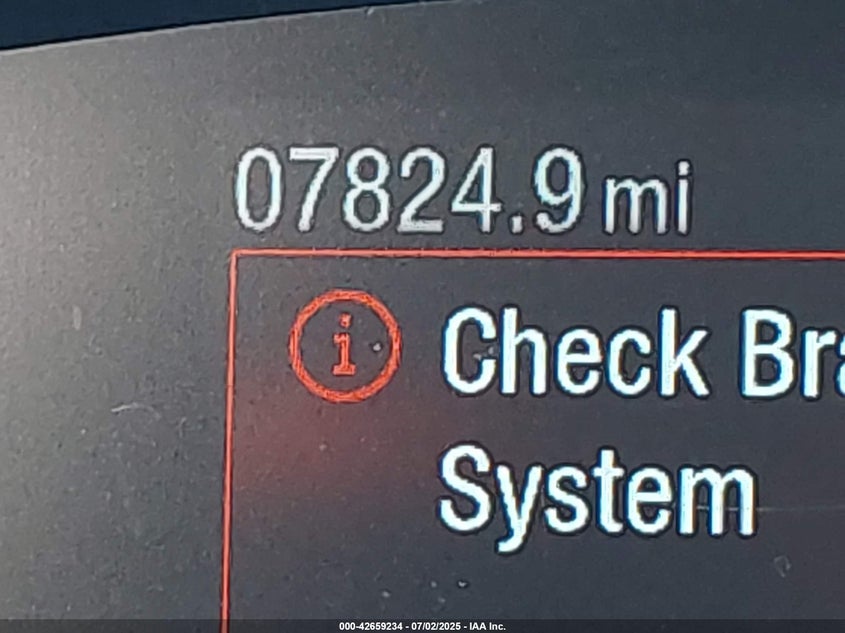 07824.9 mi
i
Check Bra
System
000-42659234 - 07/02/2025 - IAA Inc.